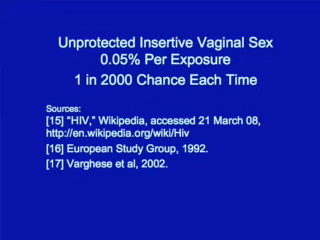 Unprotected Insertive Vaginal Sex
0.05% Per Exposure
1 in 2000 Chance Each Time
Sources:
[15] “HIV,” Wikipedia, accessed 21 March 08,
http://en.wikipedia.org/wiki/Hiv
[16] European Study Group, 1992.
[17] Varghese et al, 2002.